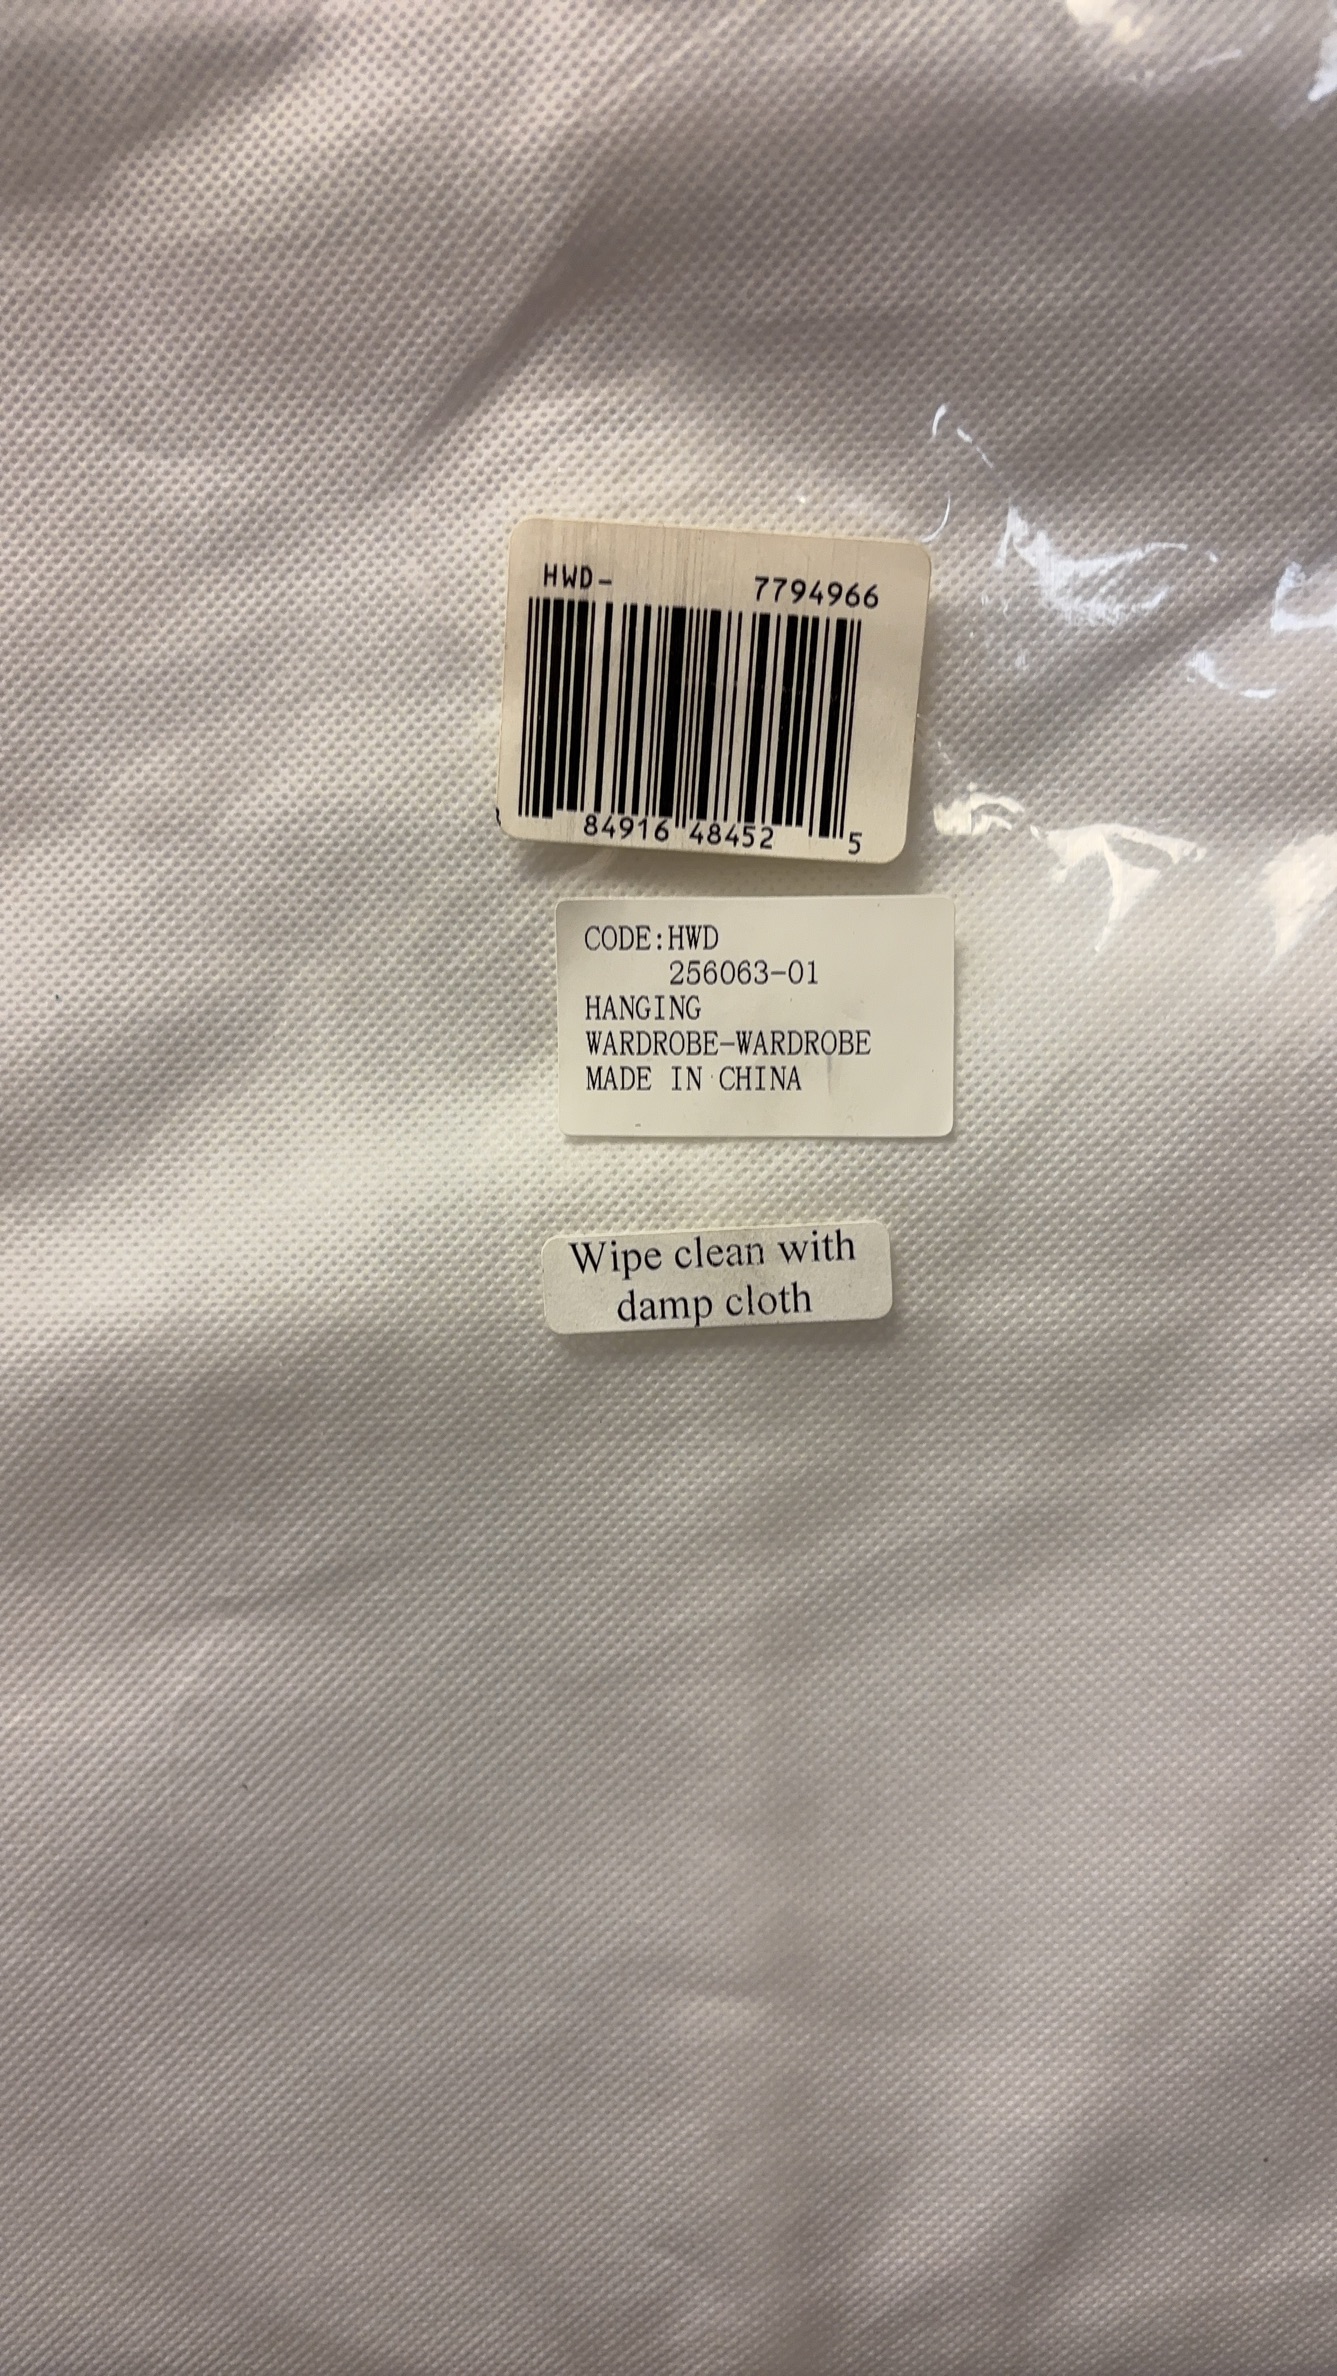 HWD- 7794966
84916 48452 5
CODE:HWD
256063-01
HANGING
WARDROBE-WARDROBE
MADE IN CHINA
Wipe clean with
damp cloth